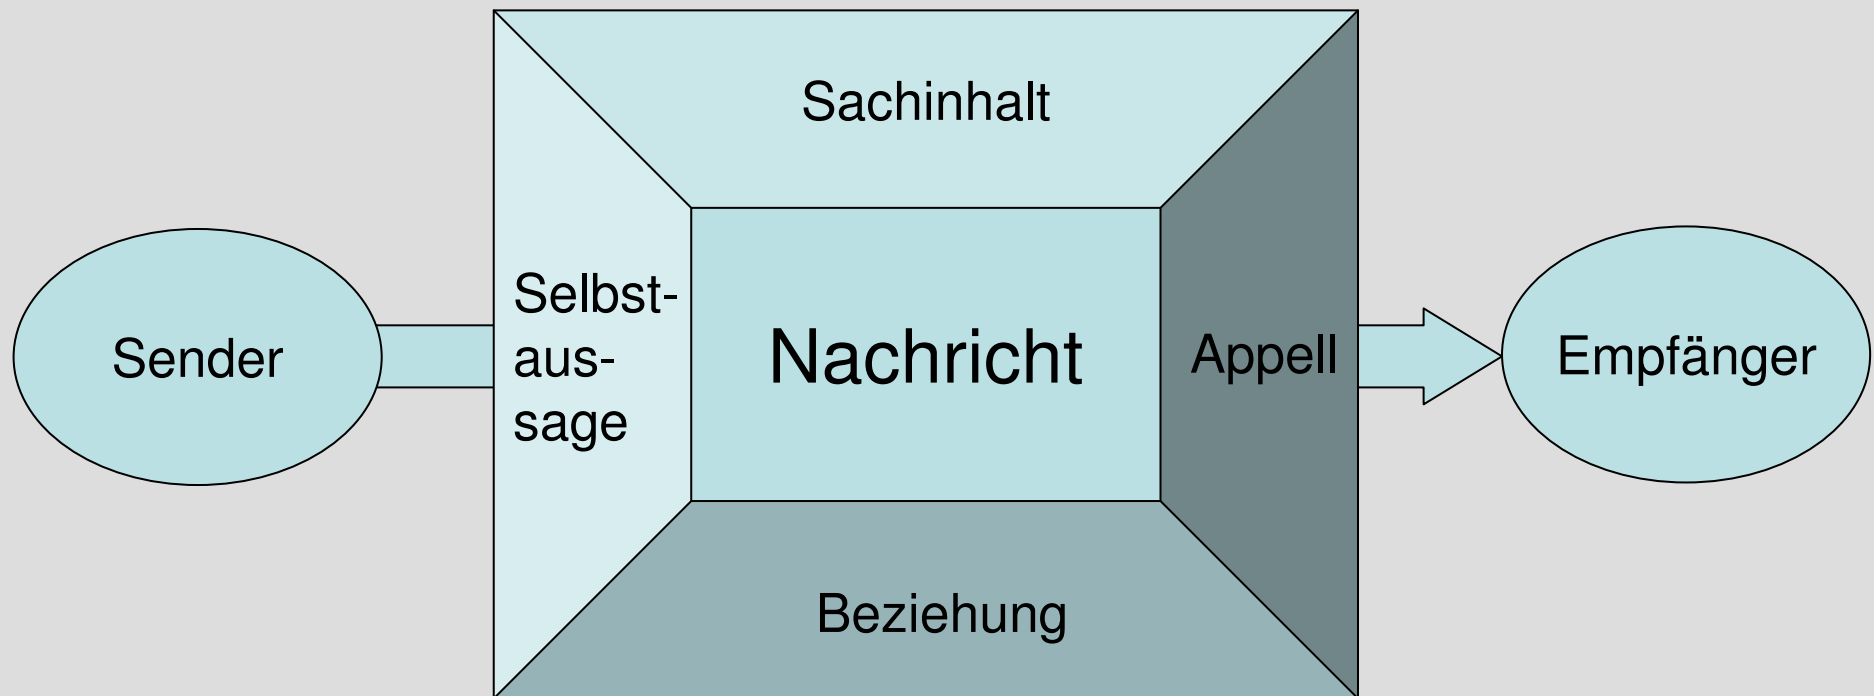 Sachinhalt
Sender
Selbst-
aus-
sage
Nachricht
Appell
Empfänger
Beziehung